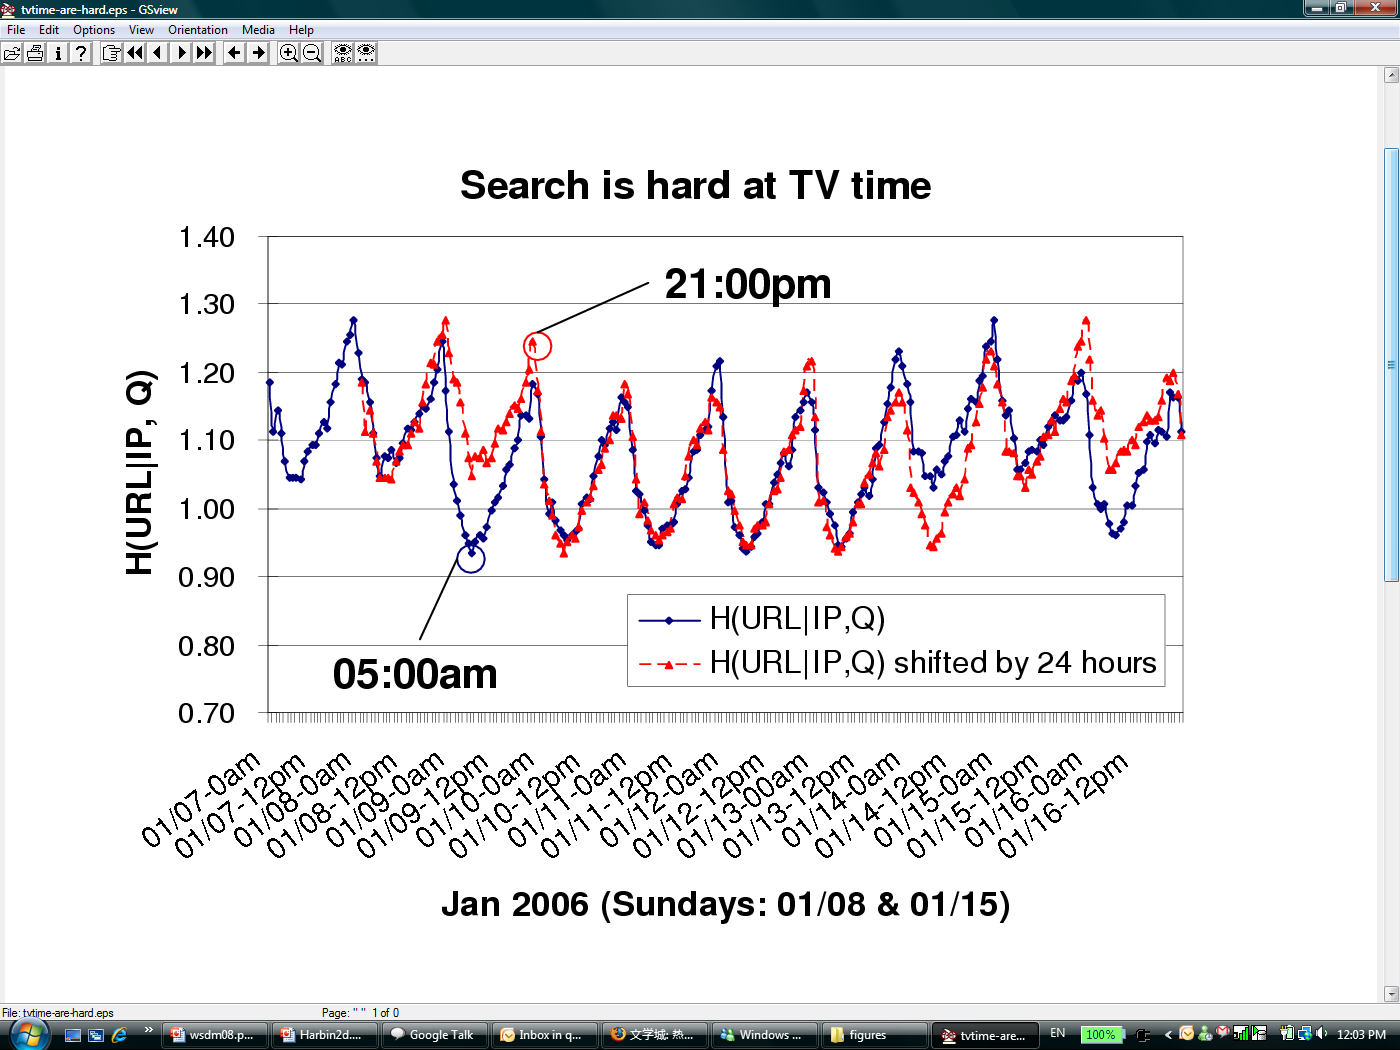 tvtime-are-hard.eps - GSview
File Edit Options View Orientation Media Help
Search is hard at TV time
1.40
1.30
1.20
1.10
1.00
0.90
0.80
0.70
H(URL|IP, Q)
21:00pm
05:00am
H(URL|IP,Q)
H(URL|IP,Q) shifted by 24 hours
01/07-0am
01/07-12pm
01/08-0am
01/08-12pm
01/09-0am
01/09-12pm
01/10-0am
01/10-12pm
01/11-0am
01/11-12pm
01/12-0am
01/12-12pm
01/13-00am
01/13-12pm
01/14-0am
01/14-12pm
01/15-0am
01/15-12pm
01/16-0am
01/16-12pm
Jan 2006 (Sundays: 01/08 & 01/15)
File: tvtime-are-hard.eps Page: " " 1 of 0
wsdm08.p... Harbin2d.... Google Talk Inbox in q... 文学城: 热... Windows ... figures tvtime-are... EN 100% 12:03 PM